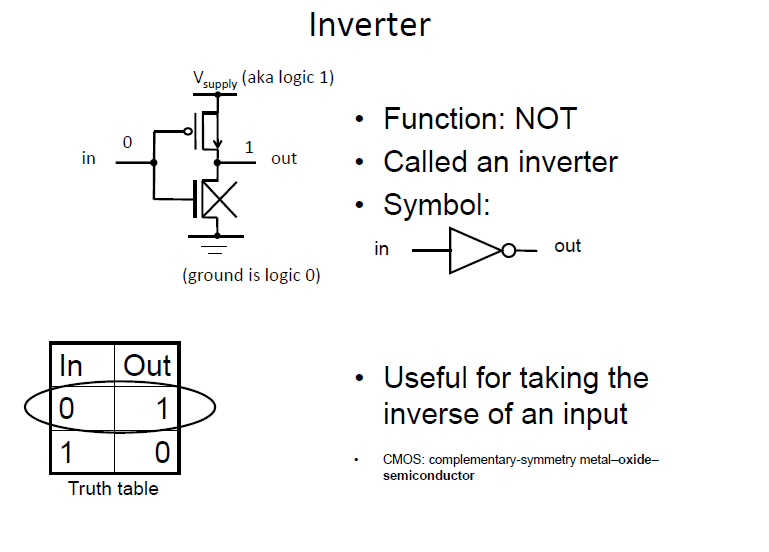 Inverter
Vsupply (aka logic 1)
0
1
in
out
(ground is logic 0)
• Function: NOT
• Called an inverter
• Symbol:
in
out
In Out
0 1
1 0
Truth table
• Useful for taking the
inverse of an input
• CMOS: complementary-symmetry metal–oxide–
semiconductor